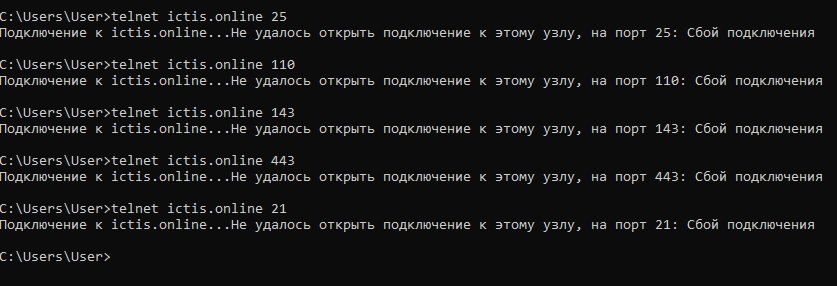 C:\Users\User>telnet ictis.online 25
Подключение к ictis.online...Не удалось открыть подключение к этому узлу, на порт 25: Сбой подключения
C:\Users\User>telnet ictis.online 110
Подключение к ictis.online...Не удалось открыть подключение к этому узлу, на порт 110: Сбой подключения
C:\Users\User>telnet ictis.online 143
Подключение к ictis.online...Не удалось открыть подключение к этому узлу, на порт 143: Сбой подключения
C:\Users\User>telnet ictis.online 443
Подключение к ictis.online...Не удалось открыть подключение к этому узлу, на порт 443: Сбой подключения
C:\Users\User>telnet ictis.online 21
Подключение к ictis.online...Не удалось открыть подключение к этому узлу, на порт 21: Сбой подключения
C:\Users\User>